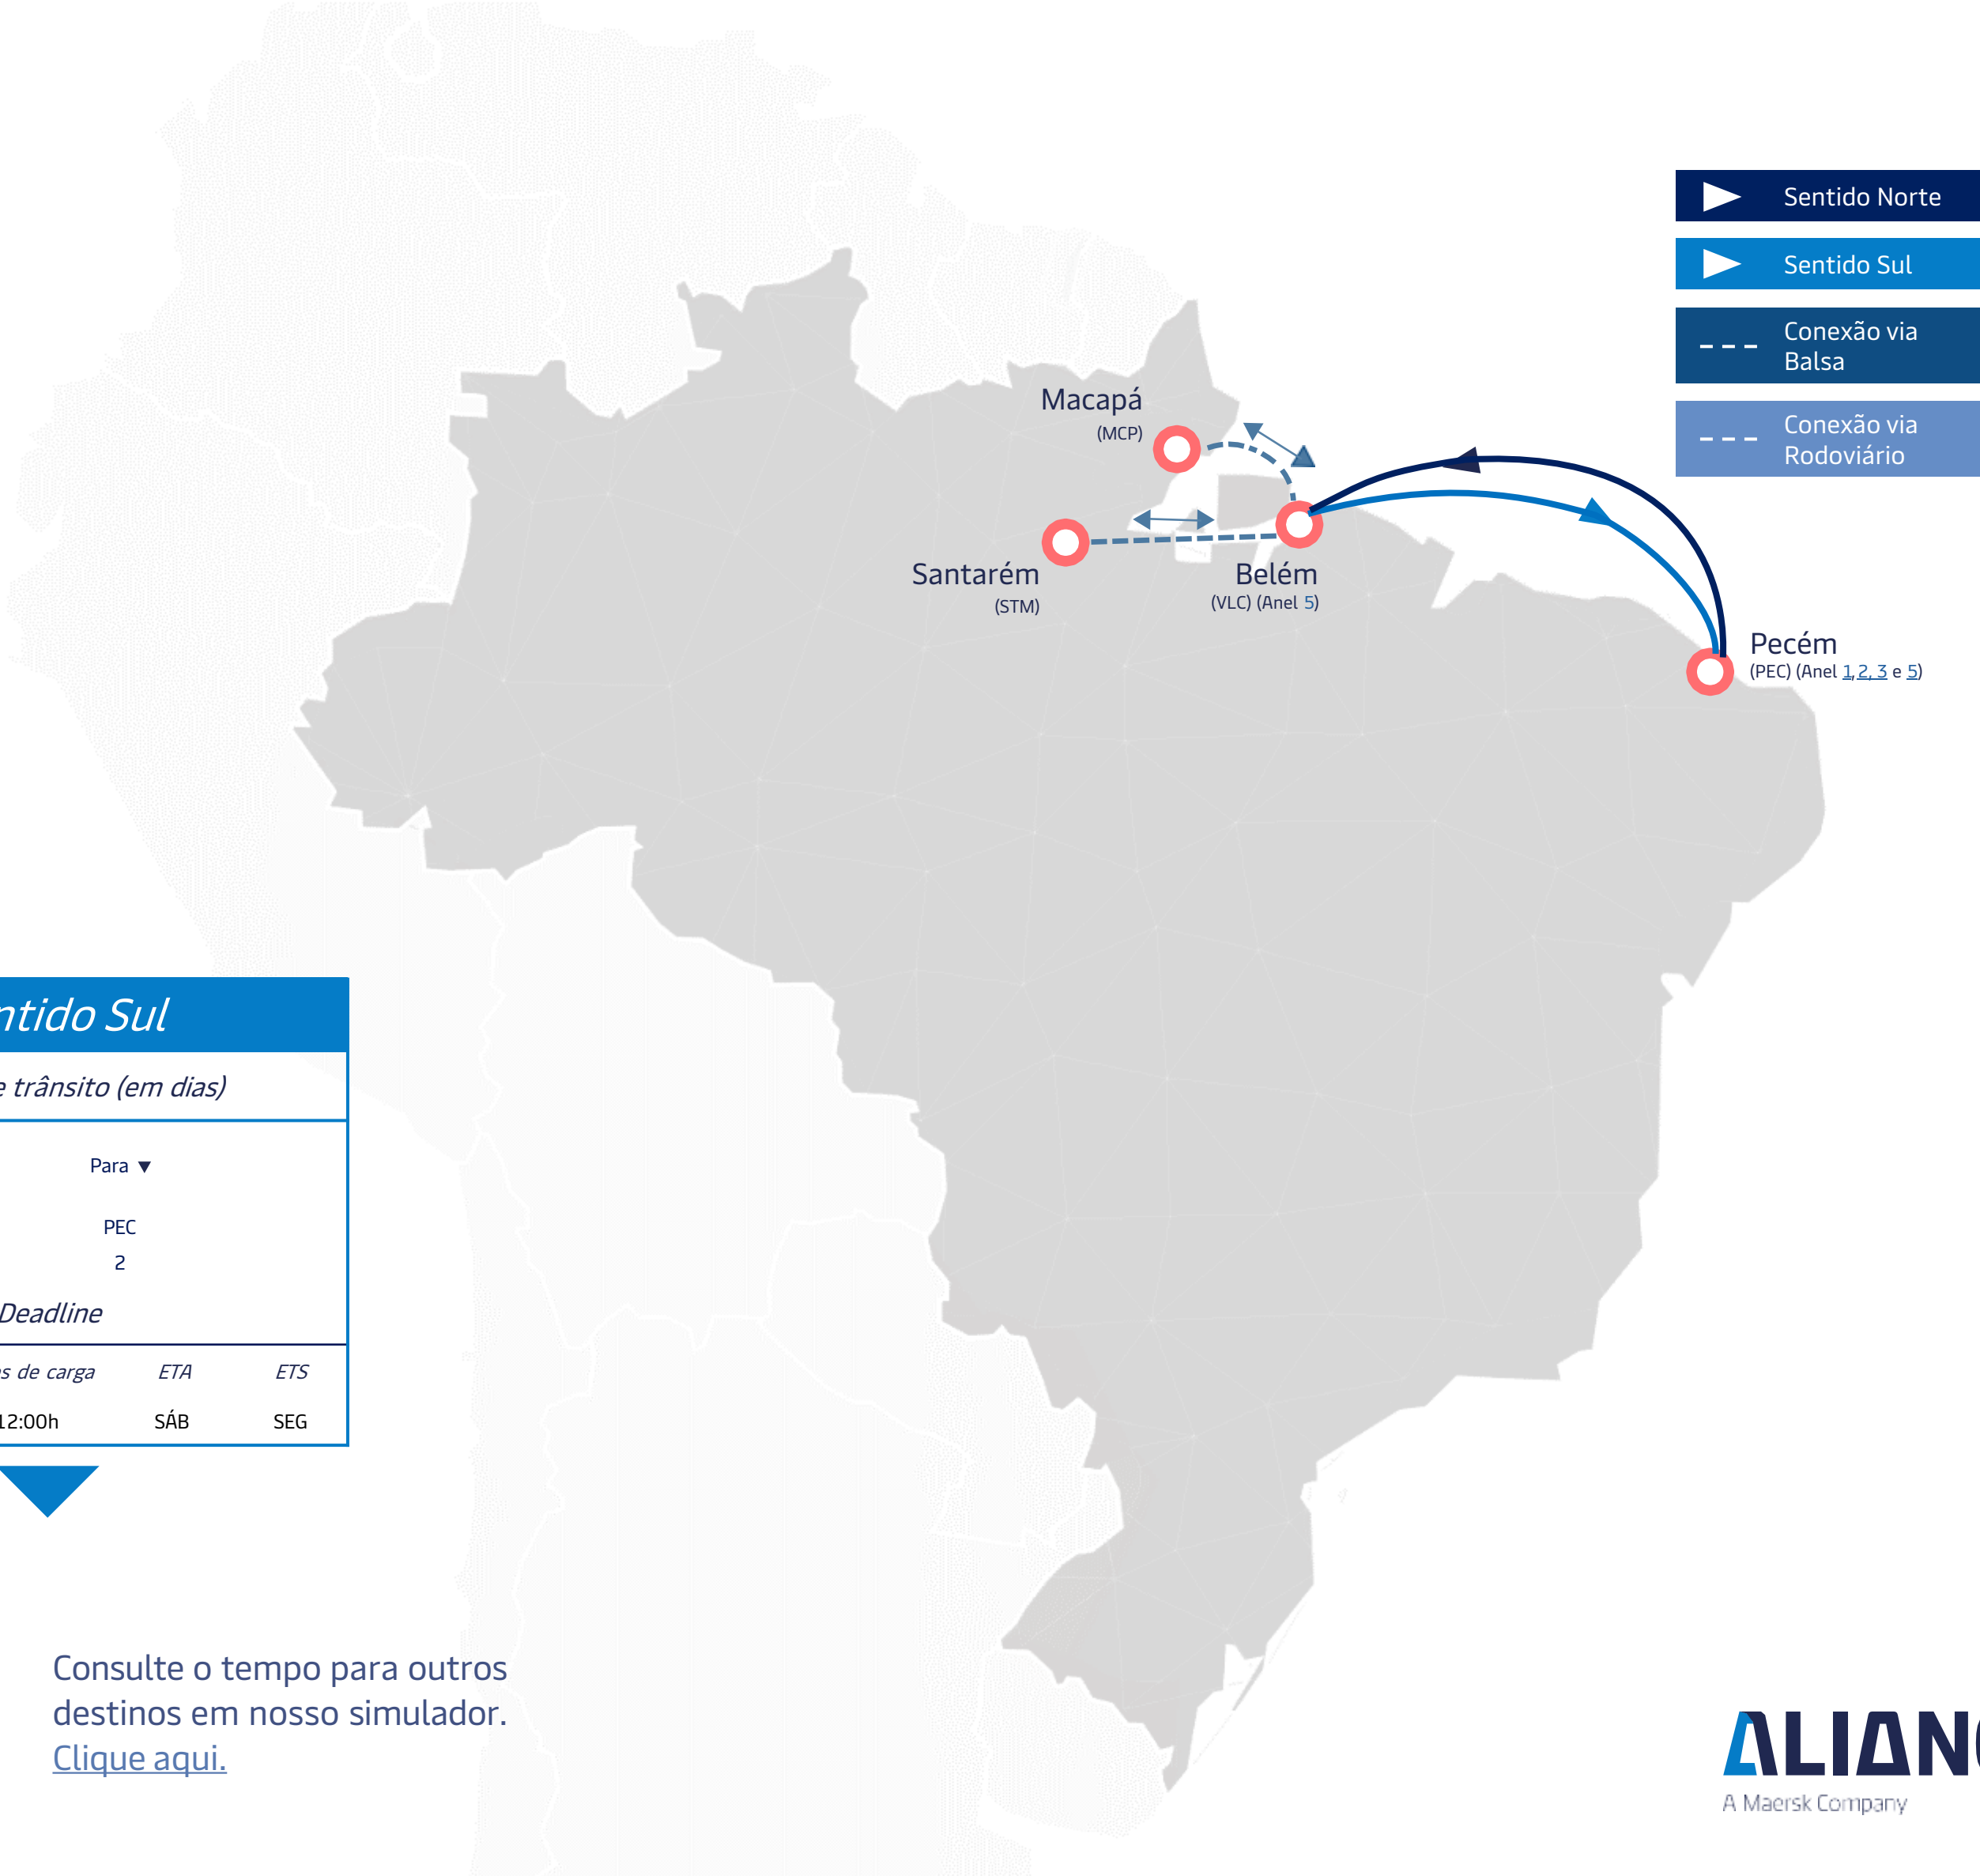 Sentido Norte
Sentido Sul
Conexão via
Balsa
Conexão via
Rodoviário
Macapá
(MCP)
Santarém
(STM)
Belém
(VLC) (Anel 5)
Pecém
(PEC) (Anel 1,2, 3 e 5)
ntido Sul
e trânsito (em dias)
Para ▼
PEC
2
Deadline
s de carga ETA ETS
12:00h SÁB SEG
Consulte o tempo para outros
destinos em nosso simulador.
Clique aqui.
ALIANC
A Maersk Company